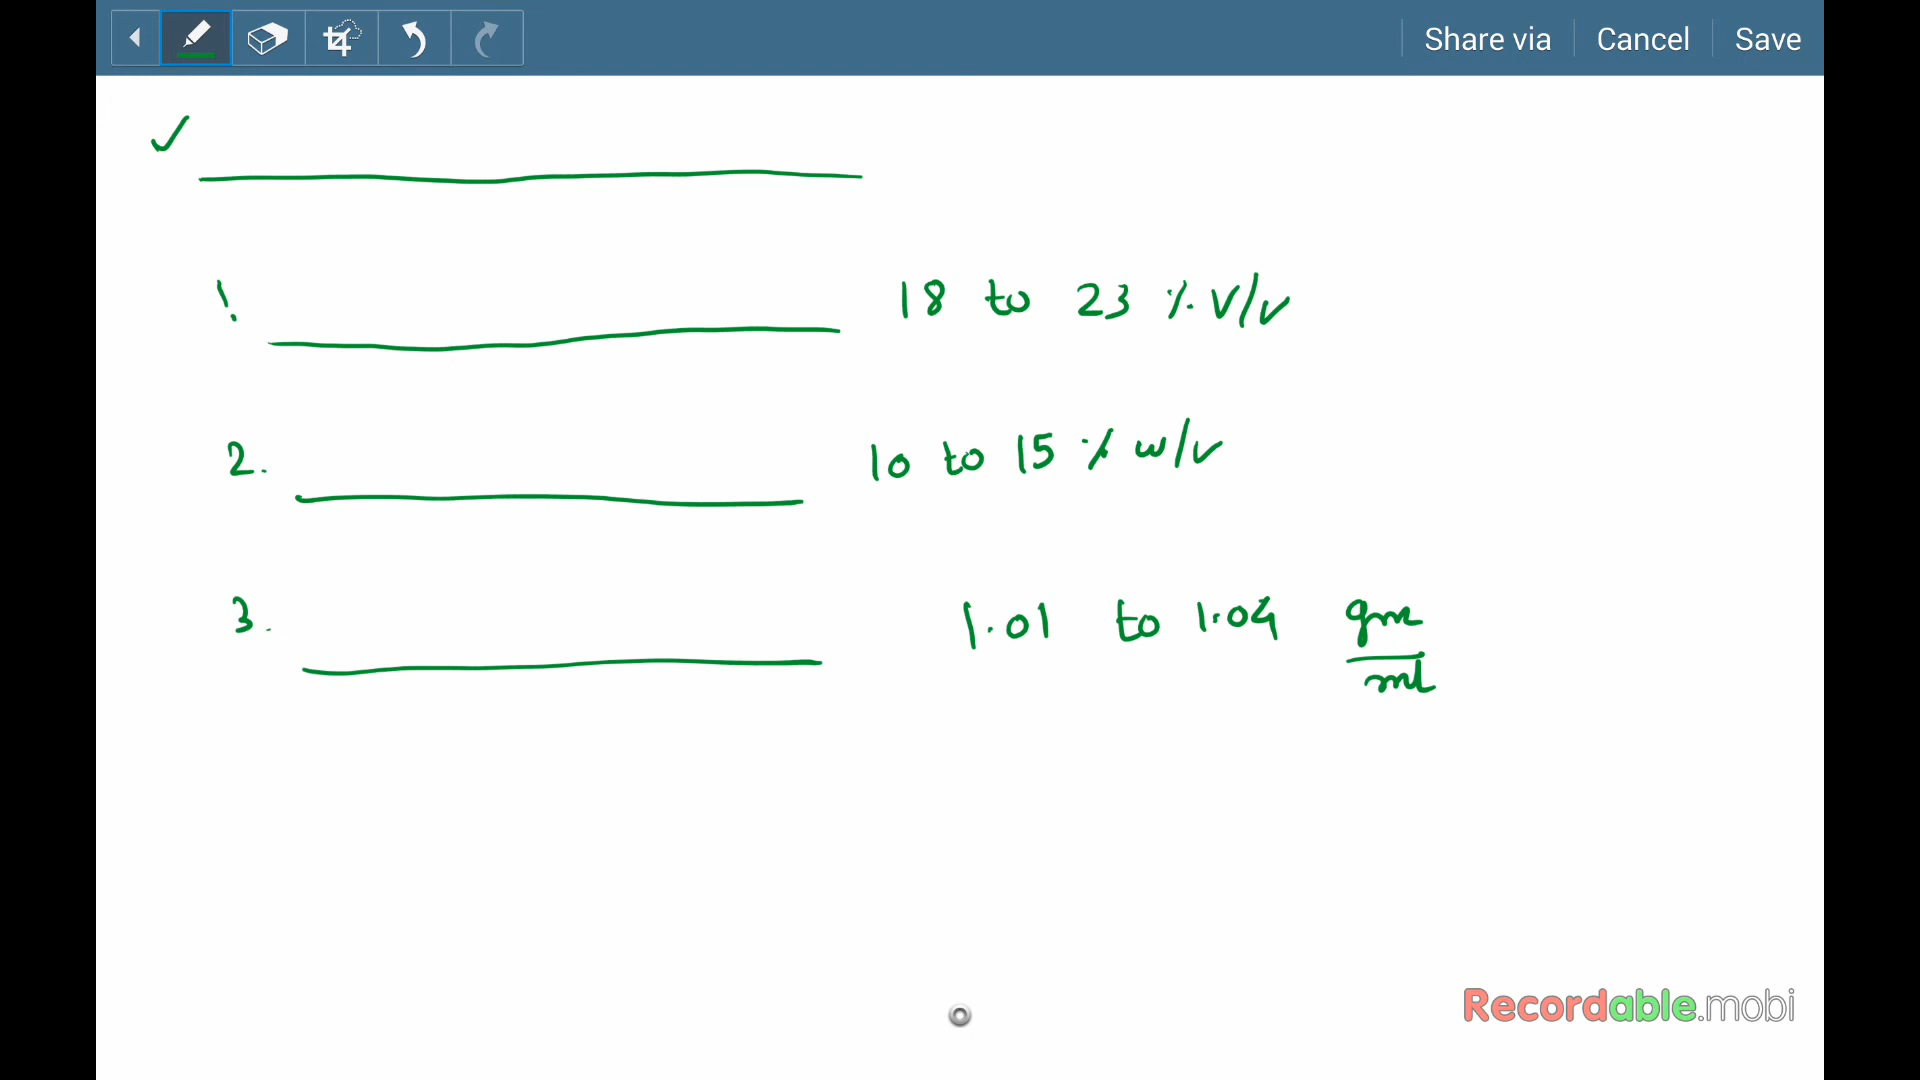 Share via Cancel Save
1. 18 to 23 % V/v
2. 10 to 15 % w/v
3. 1.01 to 1.04 gm
ml
Recordable.mobi